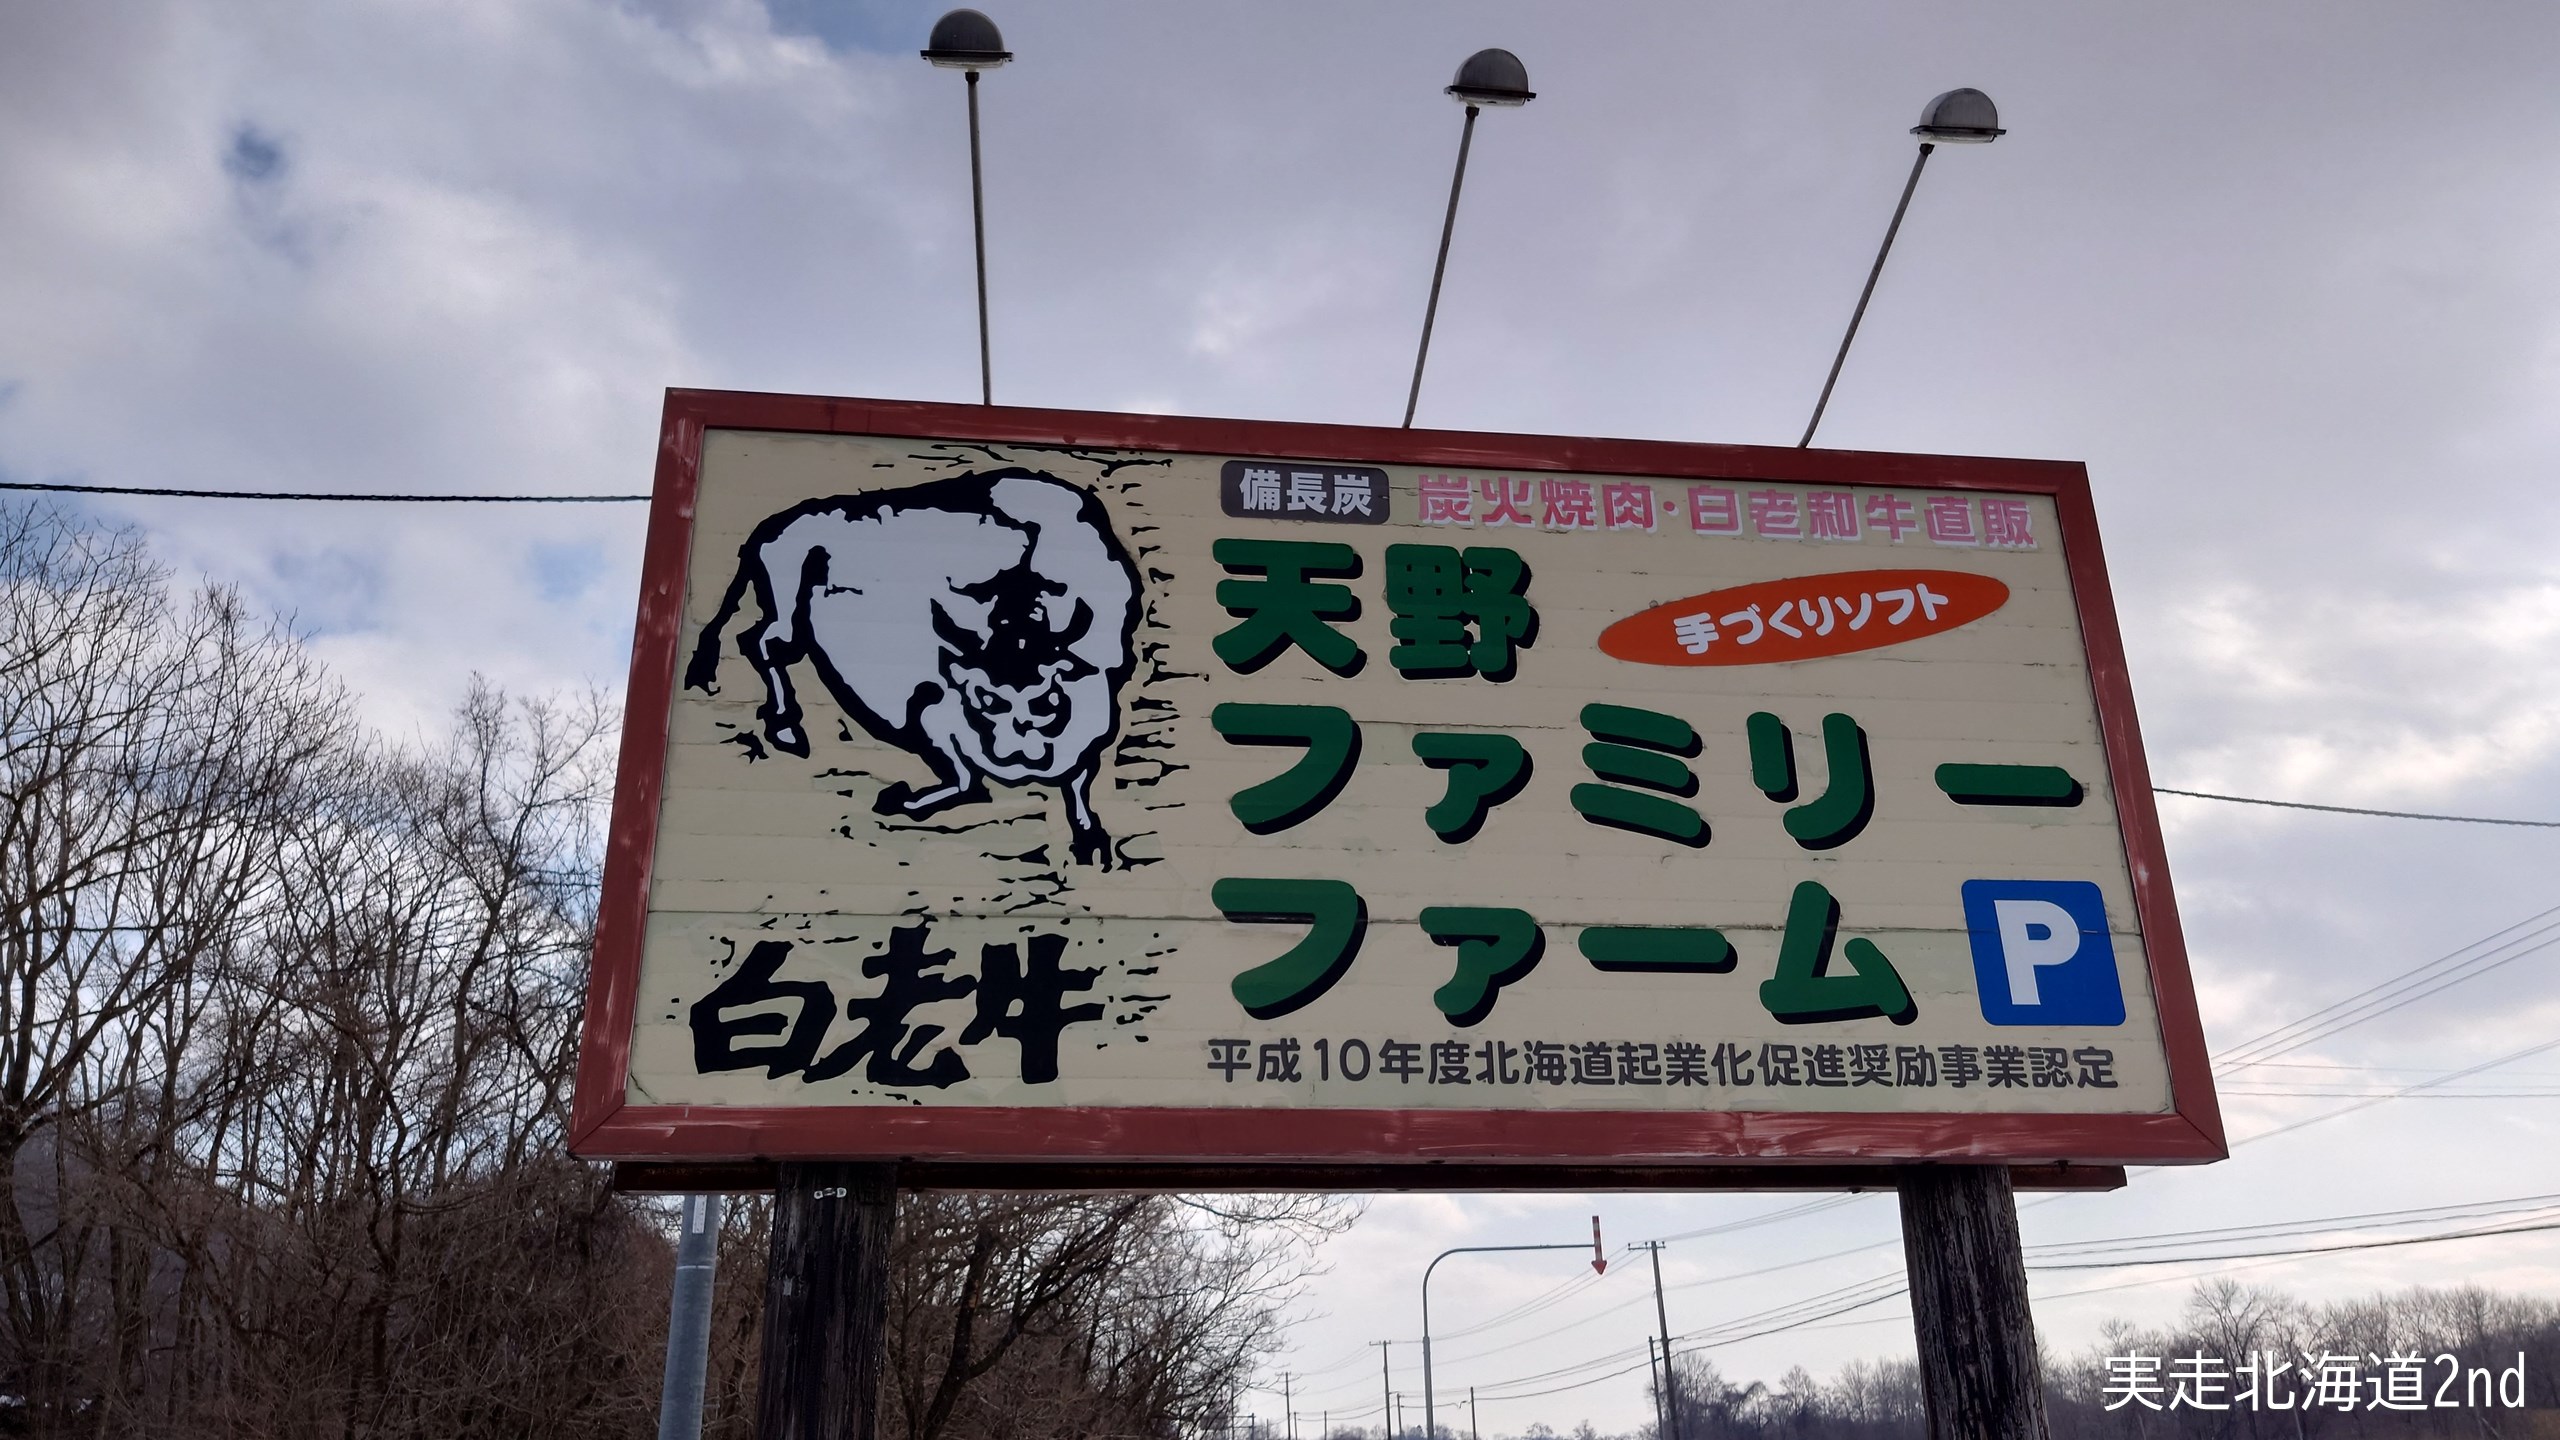 備長炭 炭火焼肉・白老和牛直販
天野
手づくりソフト
ファミリー
ファーム
P
白老牛
平成10年度北海道起業化促進奨励事業認定
実走北海道2nd